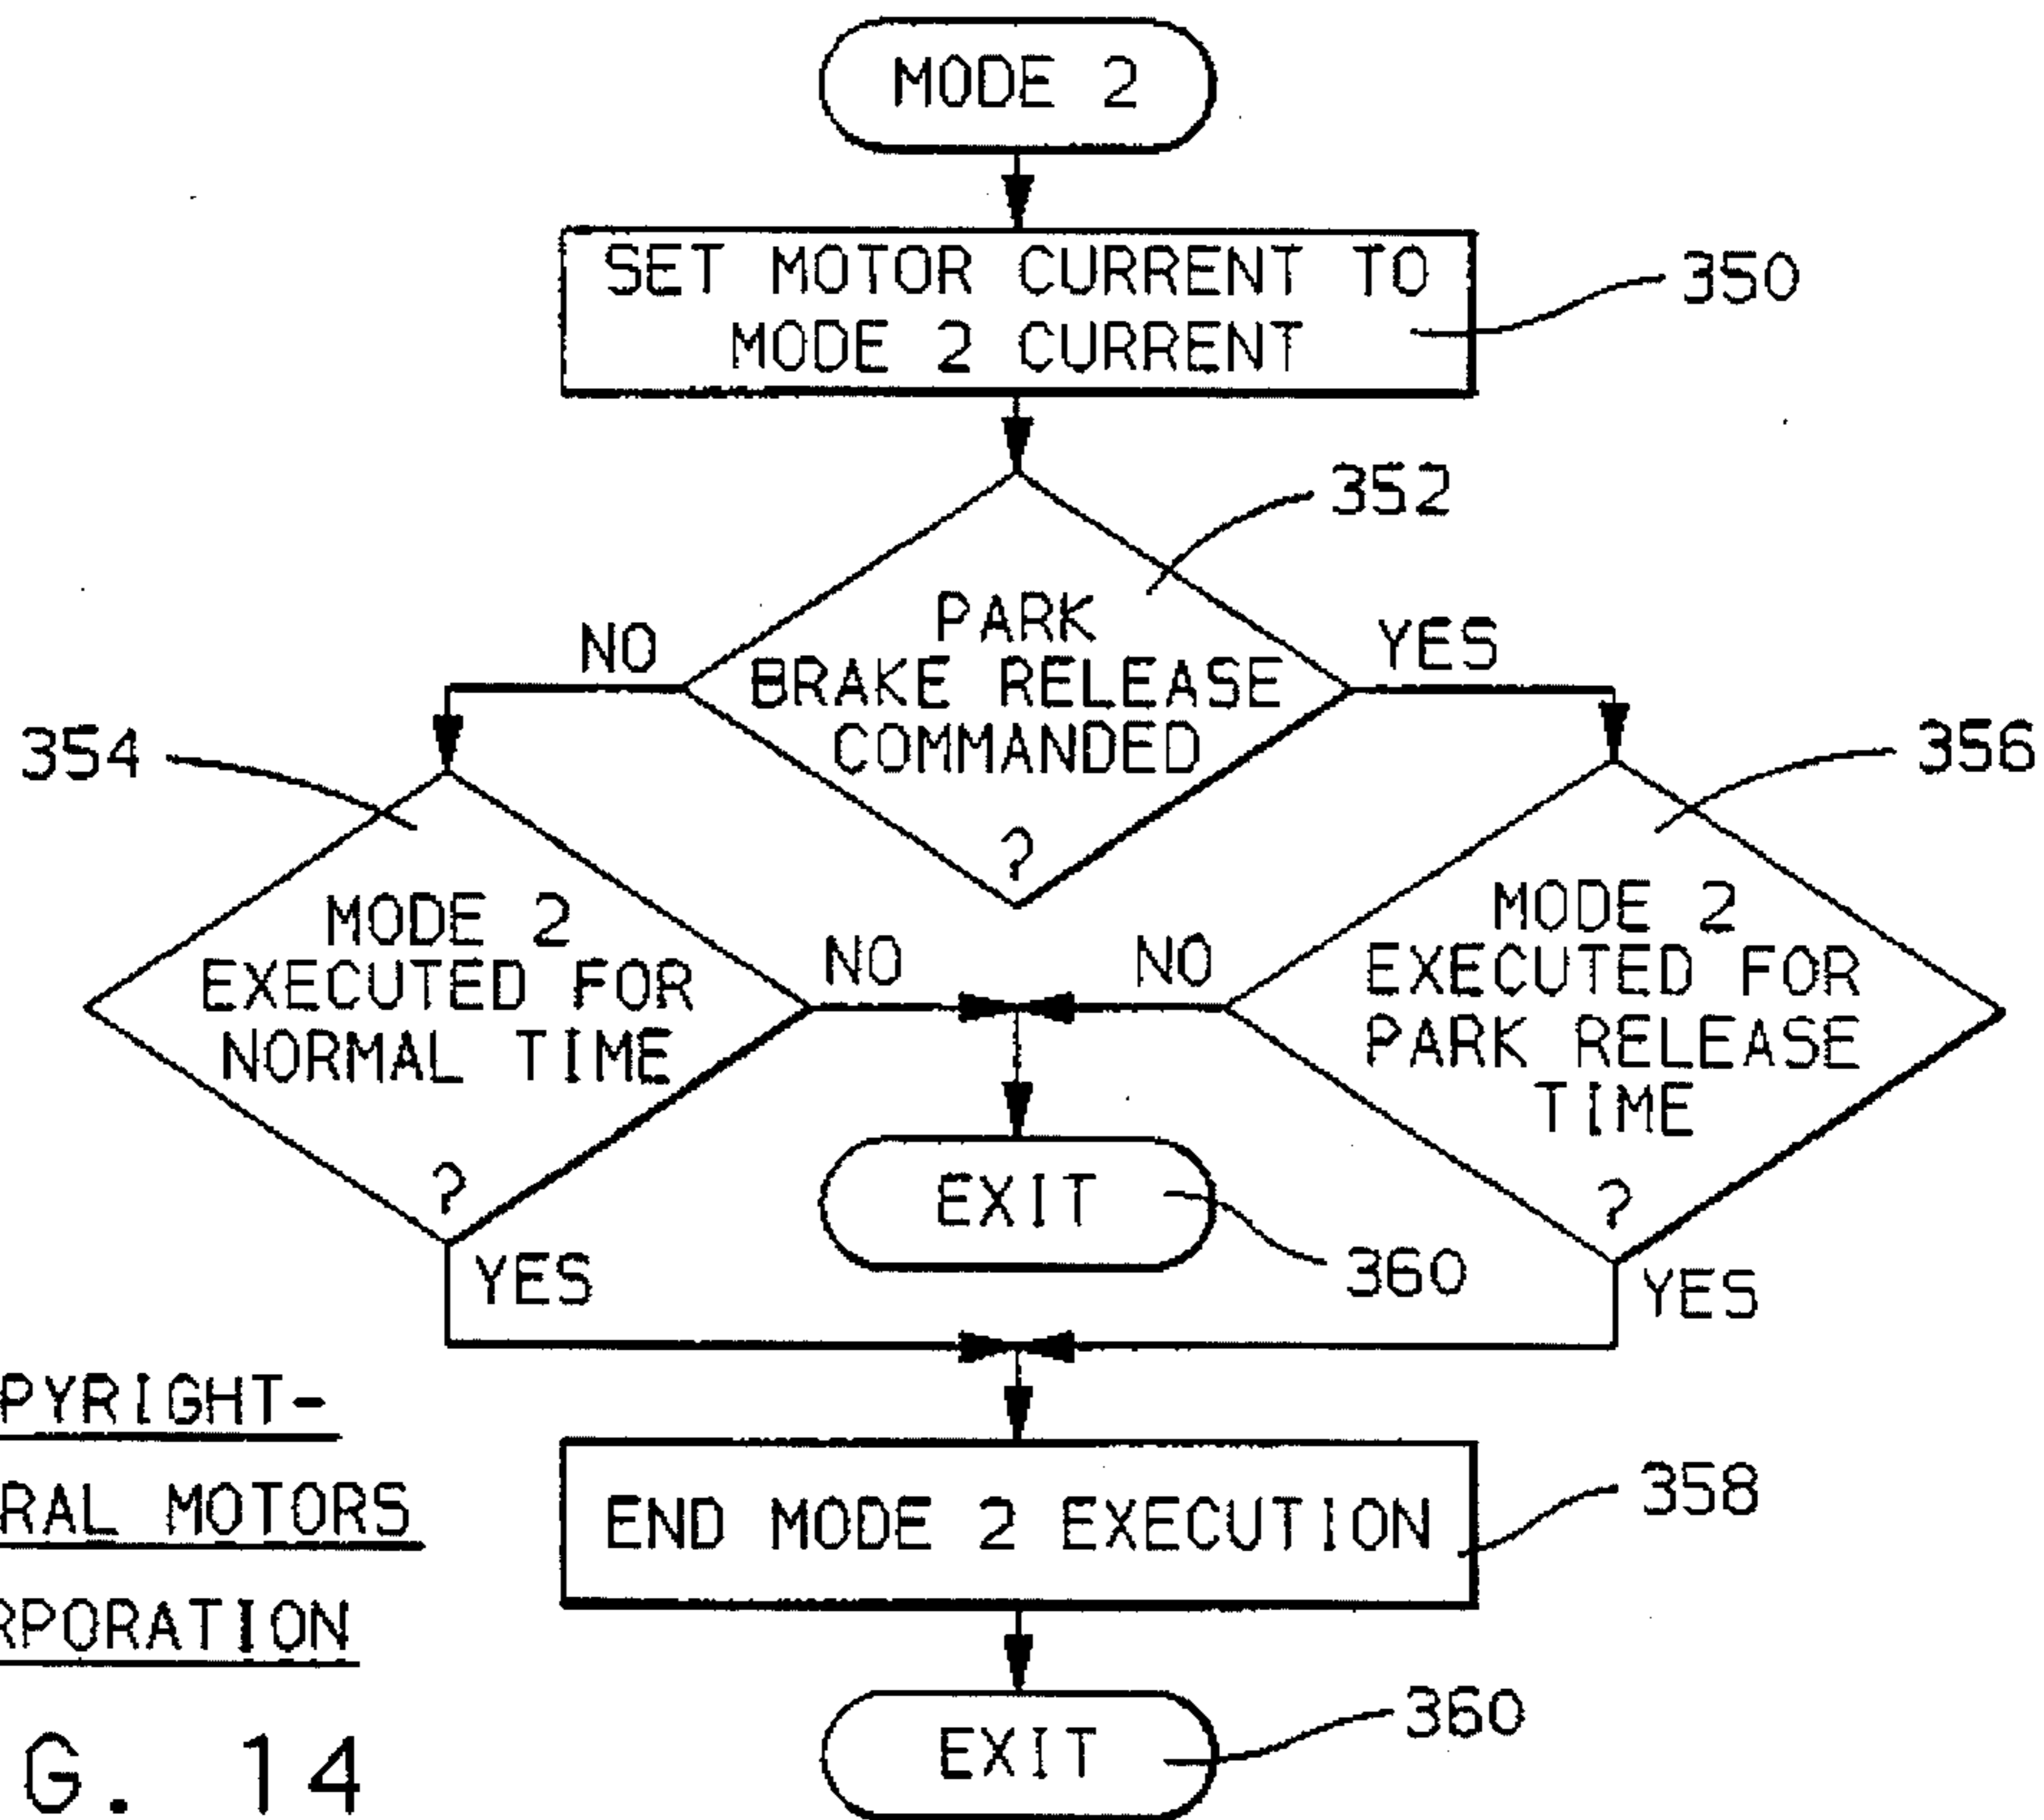 MODE 2
SET MOTOR CURRENT TO
MODE 2 CURRENT
350
352
PARK
BRAKE RELEASE
COMMANDED
?
NO
YES
354
356
MODE 2
EXECUTED FOR
NORMAL TIME
?
NO
NO
MODE 2
EXECUTED FOR
PARK RELEASE
TIME
?
EXIT
360
YES
YES
PYRIGHT-
RAL MOTORS
RPORATION
END MODE 2 EXECUTION
358
EXIT
360
G. 14